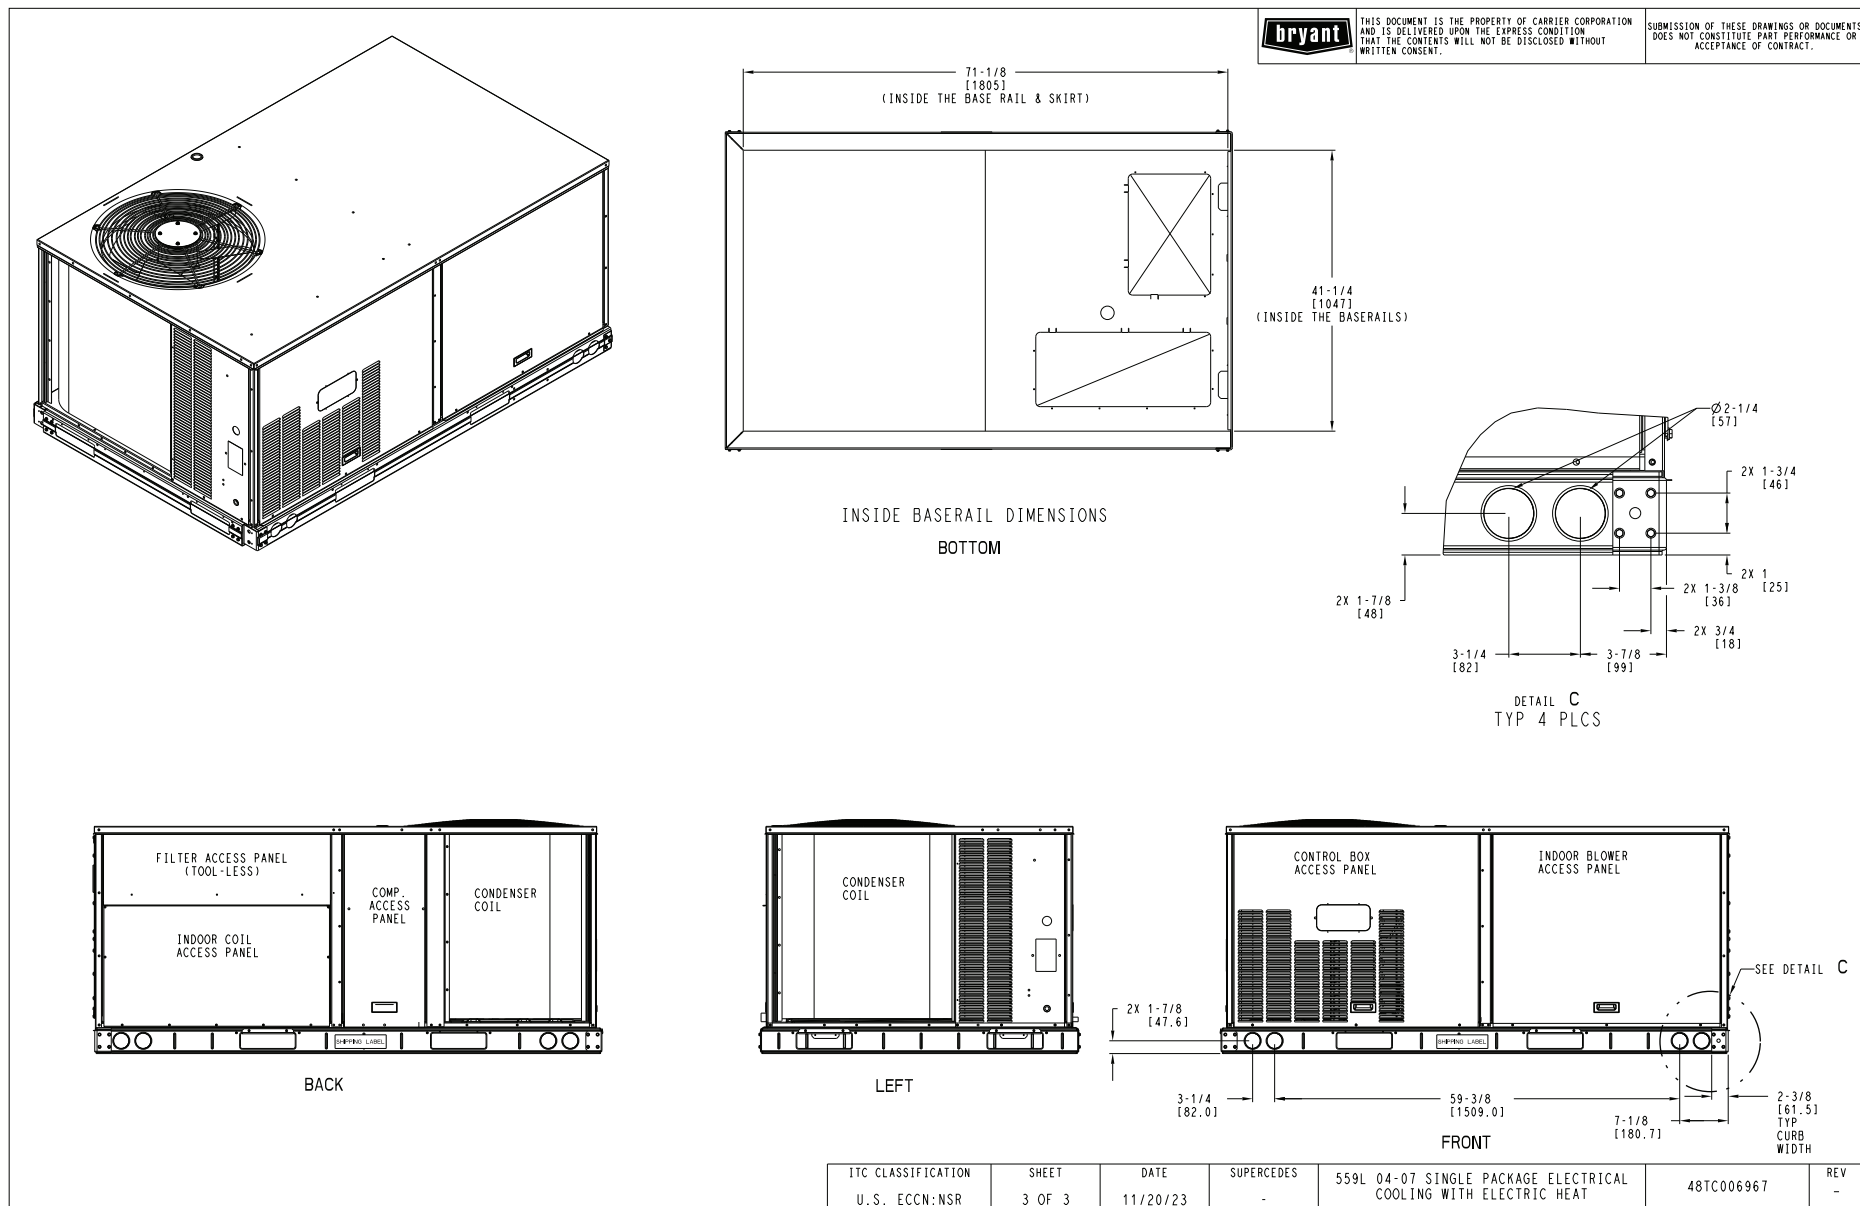 bryant
THIS DOCUMENT IS THE PROPERTY OF CARRIER CORPORATION
AND IS DELIVERED UPON THE EXPRESS CONDITION
THAT THE CONTENTS WILL NOT BE DISCLOSED WITHOUT
WRITTEN CONSENT.
SUBMISSION OF THESE DRAWINGS OR DOCUMENTS
DOES NOT CONSTITUTE PART PERFORMANCE OR
ACCEPTANCE OF CONTRACT.
71-1/8
[1805]
(INSIDE THE BASE RAIL & SKIRT)
41-1/4
[1047]
(INSIDE THE BASERAILS)
INSIDE BASERAIL DIMENSIONS
BOTTOM
Ø2-1/4
[57]
2X 1-3/4
[46]
2X 1
[25]
2X 1-3/8
[36]
2X 1-7/8
[48]
2X 3/4
[18]
3-1/4
[82]
3-7/8
[99]
DETAIL C
TYP 4 PLCS
FILTER ACCESS PANEL
(TOOL-LESS)
INDOOR COIL
ACCESS PANEL
COMP.
ACCESS
PANEL
CONDENSER
COIL
SHIPPING LABEL
BACK
CONDENSER
COIL
LEFT
CONTROL BOX
ACCESS PANEL
INDOOR BLOWER
ACCESS PANEL
SEE DETAIL C
SHIPPING LABEL
2X 1-7/8
[47.6]
3-1/4
[82.0]
59-3/8
[1509.0]
7-1/8
[180.7]
2-3/8
[61.5]
TYP
CURB
WIDTH
FRONT
ITC CLASSIFICATION
U.S. ECCN:NSR
SHEET
3 OF 3
DATE
11/20/23
SUPERCEDES
-
559L 04-07 SINGLE PACKAGE ELECTRICAL
COOLING WITH ELECTRIC HEAT
48TC006967
REV
-